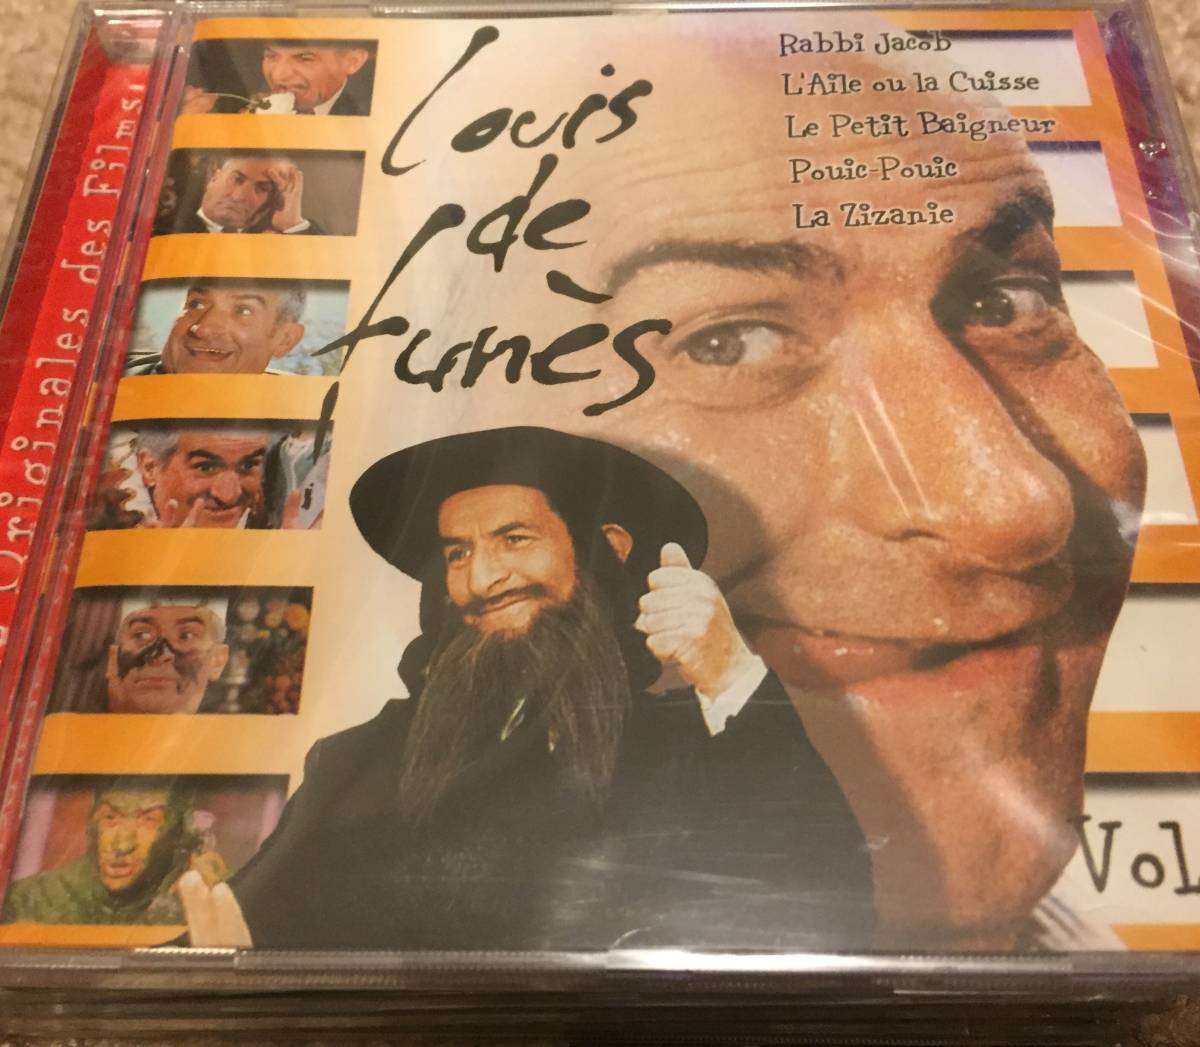 Louis
de
funès
Rabbi Jacob
L'Aile ou la Cuisse
Le Petit Baigneur
Pouic-Pouic
La Zizanie
Vol
Originales des Films